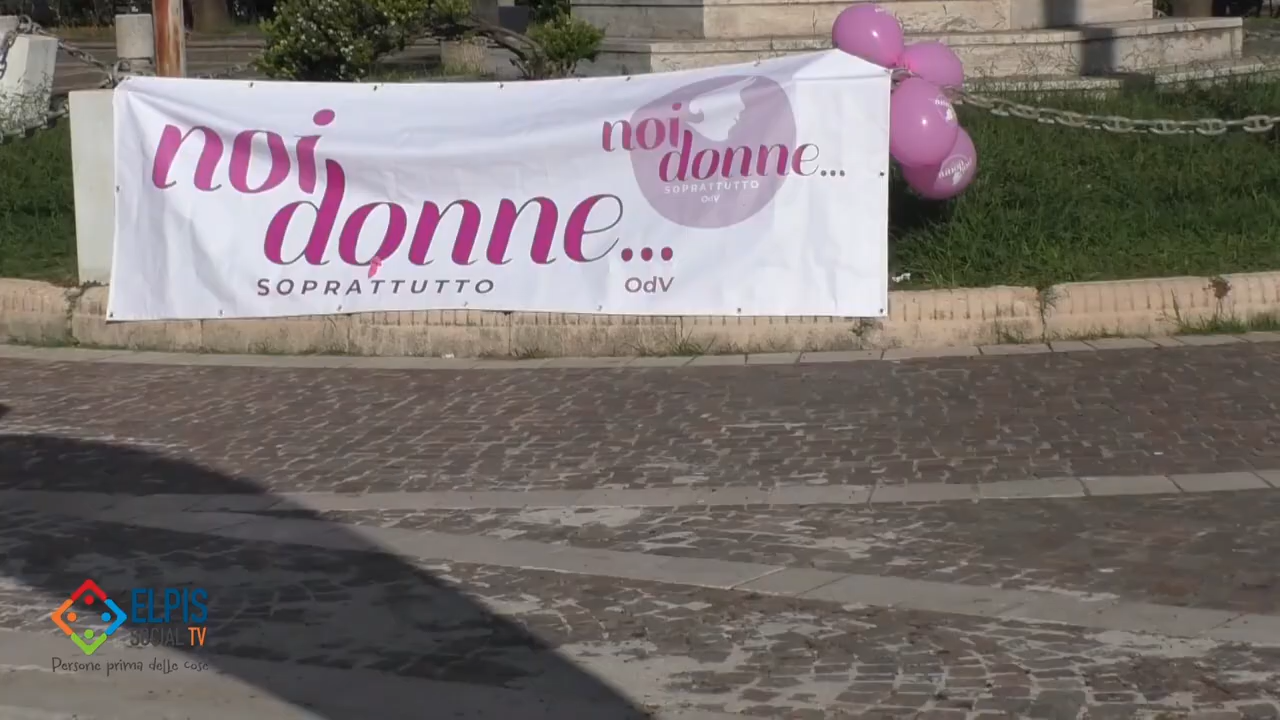 noi
donne...
SOPRATTUTTO OdV
noi
donne...
SOPRATTUTTO
OdV
ELPIS
SOCIAL TV
Persone prima delle cose